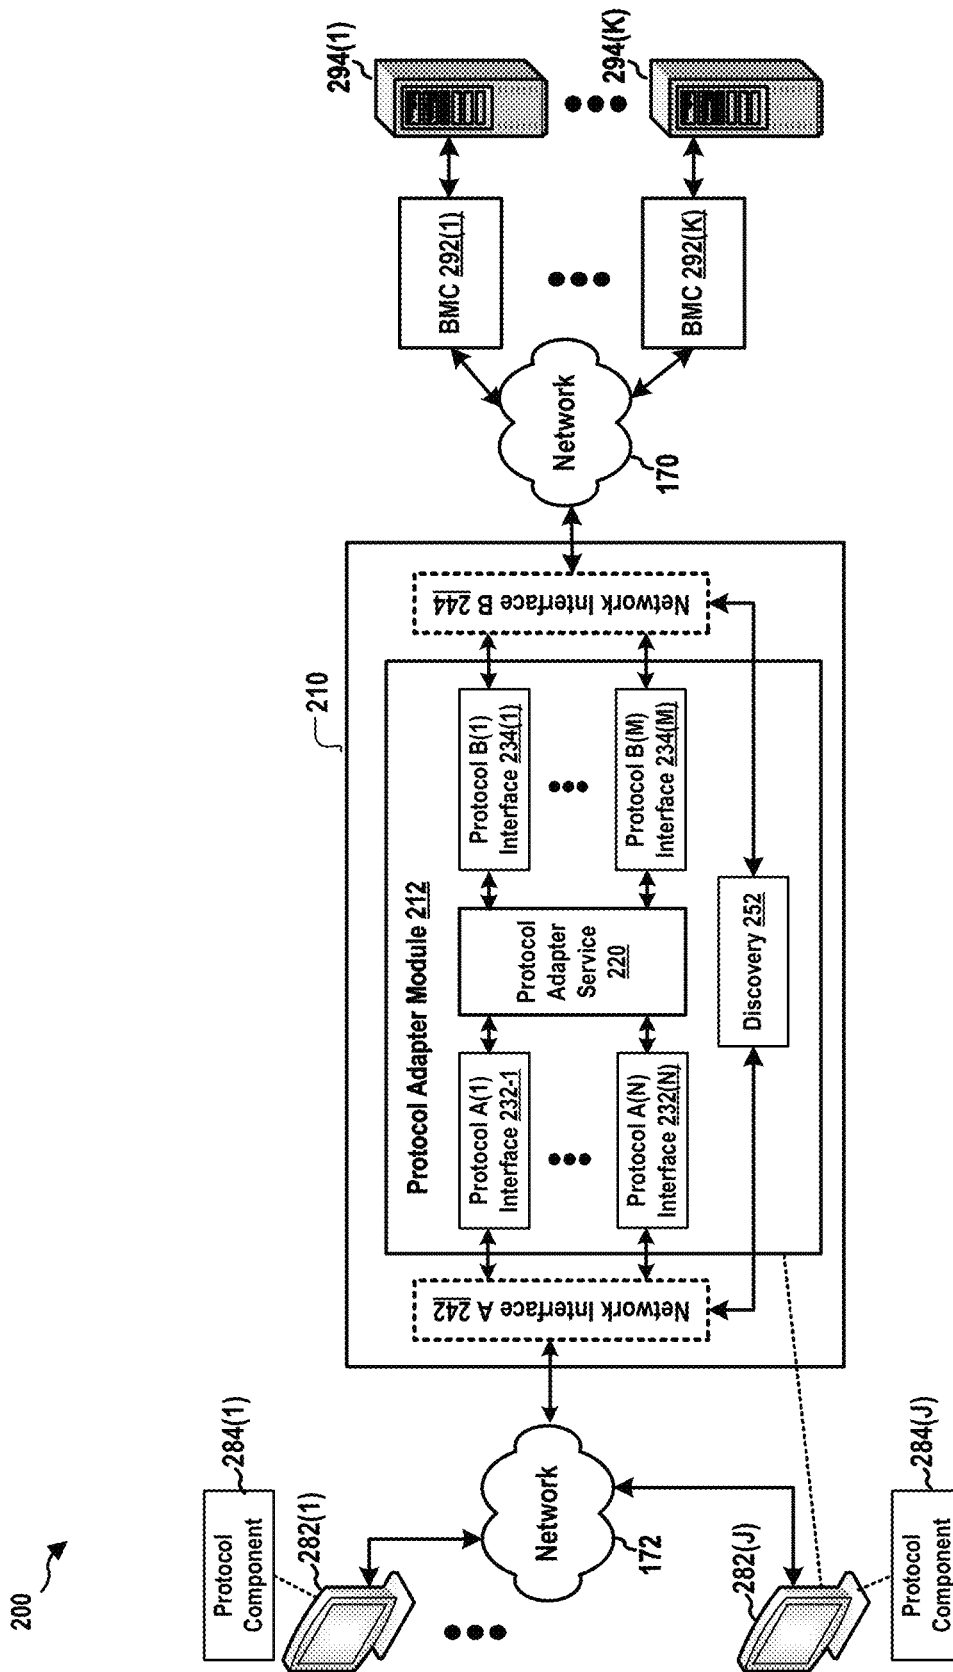 200
Protocol
Component
284(1)
282(1)
Network
172
282(J)
284(J)
Protocol
Component
210
Network Interface A 242
Protocol Adapter Module 212
Protocol A(1)
Interface 232-1
Protocol A(N)
Interface 232(N)
Protocol
Adapter
Service
220
Protocol B(1)
Interface 234(1)
Protocol B(M)
Interface 234(M)
Discovery 252
Network Interface B 244
Network
170
BMC 292(1)
BMC 292(K)
294(1)
294(K)